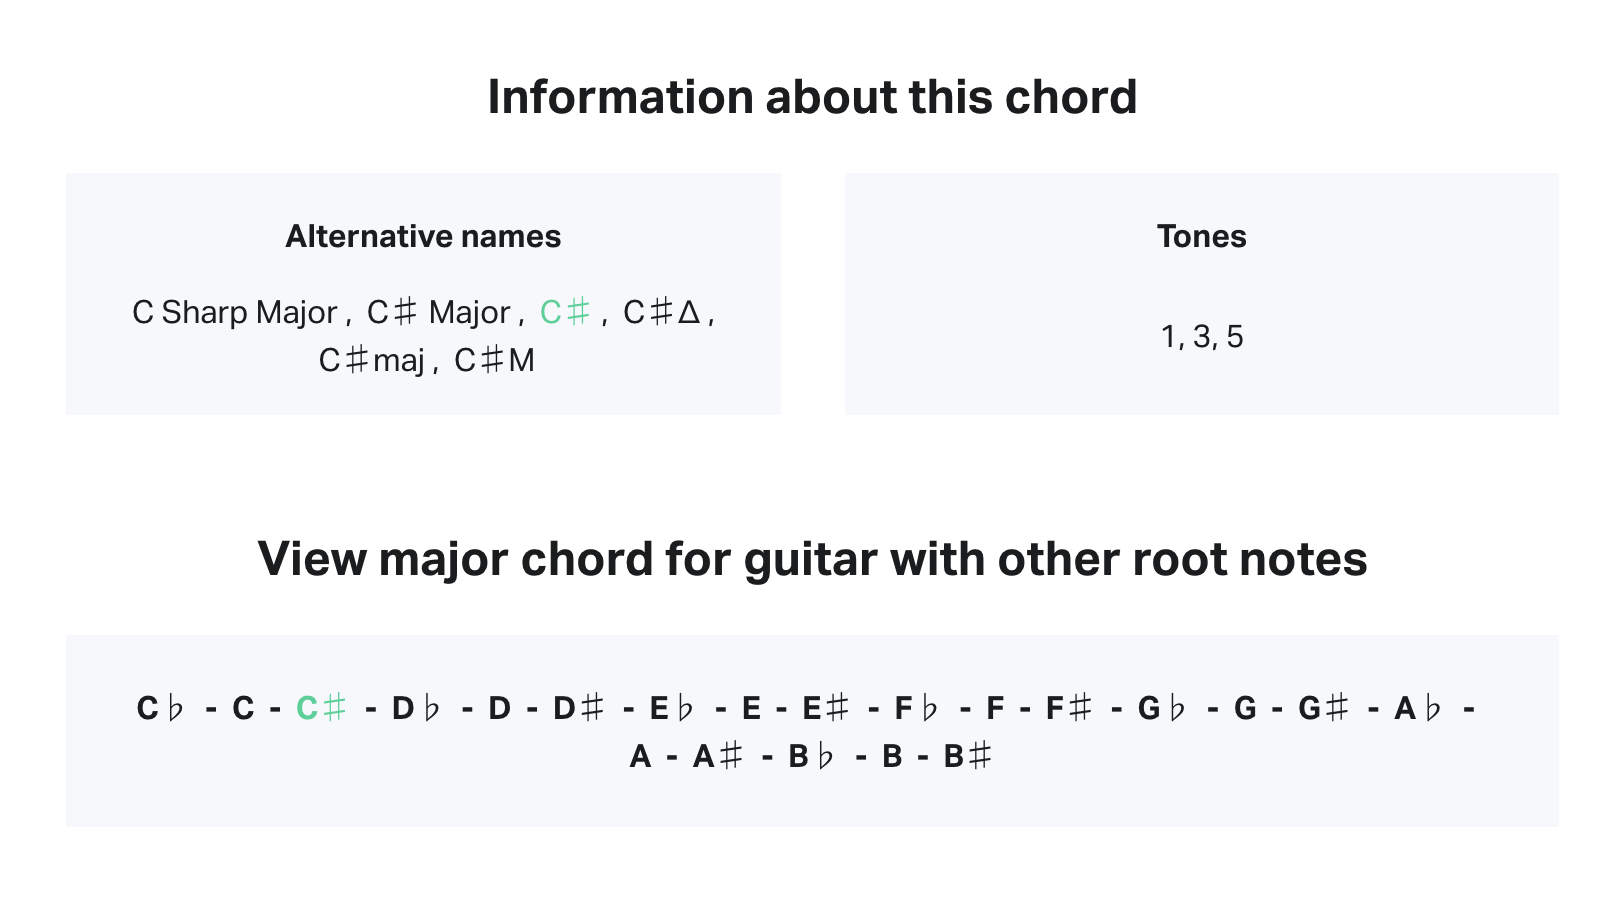 Information about this chord
Alternative names
C Sharp Major , C♯ Major , C♯ , C♯Δ ,
C♯maj , C♯M
Tones
1, 3, 5
View major chord for guitar with other root notes
C♭ - C - C♯ - D♭ - D - D♯ - E♭ - E - E♯ - F♭ - F - F♯ - G♭ - G - G♯ - A♭ -
A - A♯ - B♭ - B - B♯